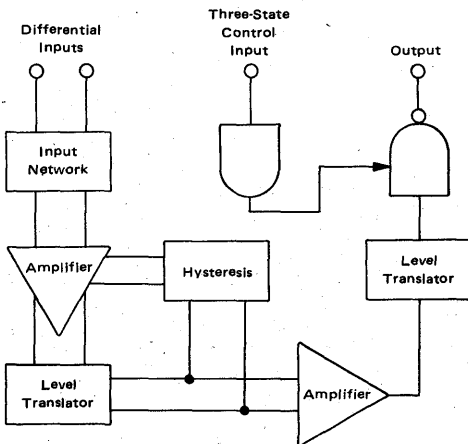 Differential
Inputs
Three-State
Control
Input
Output
Input
Network
Amplifier
Hysteresis
Level
Translator
Level
Translator
Amplifier